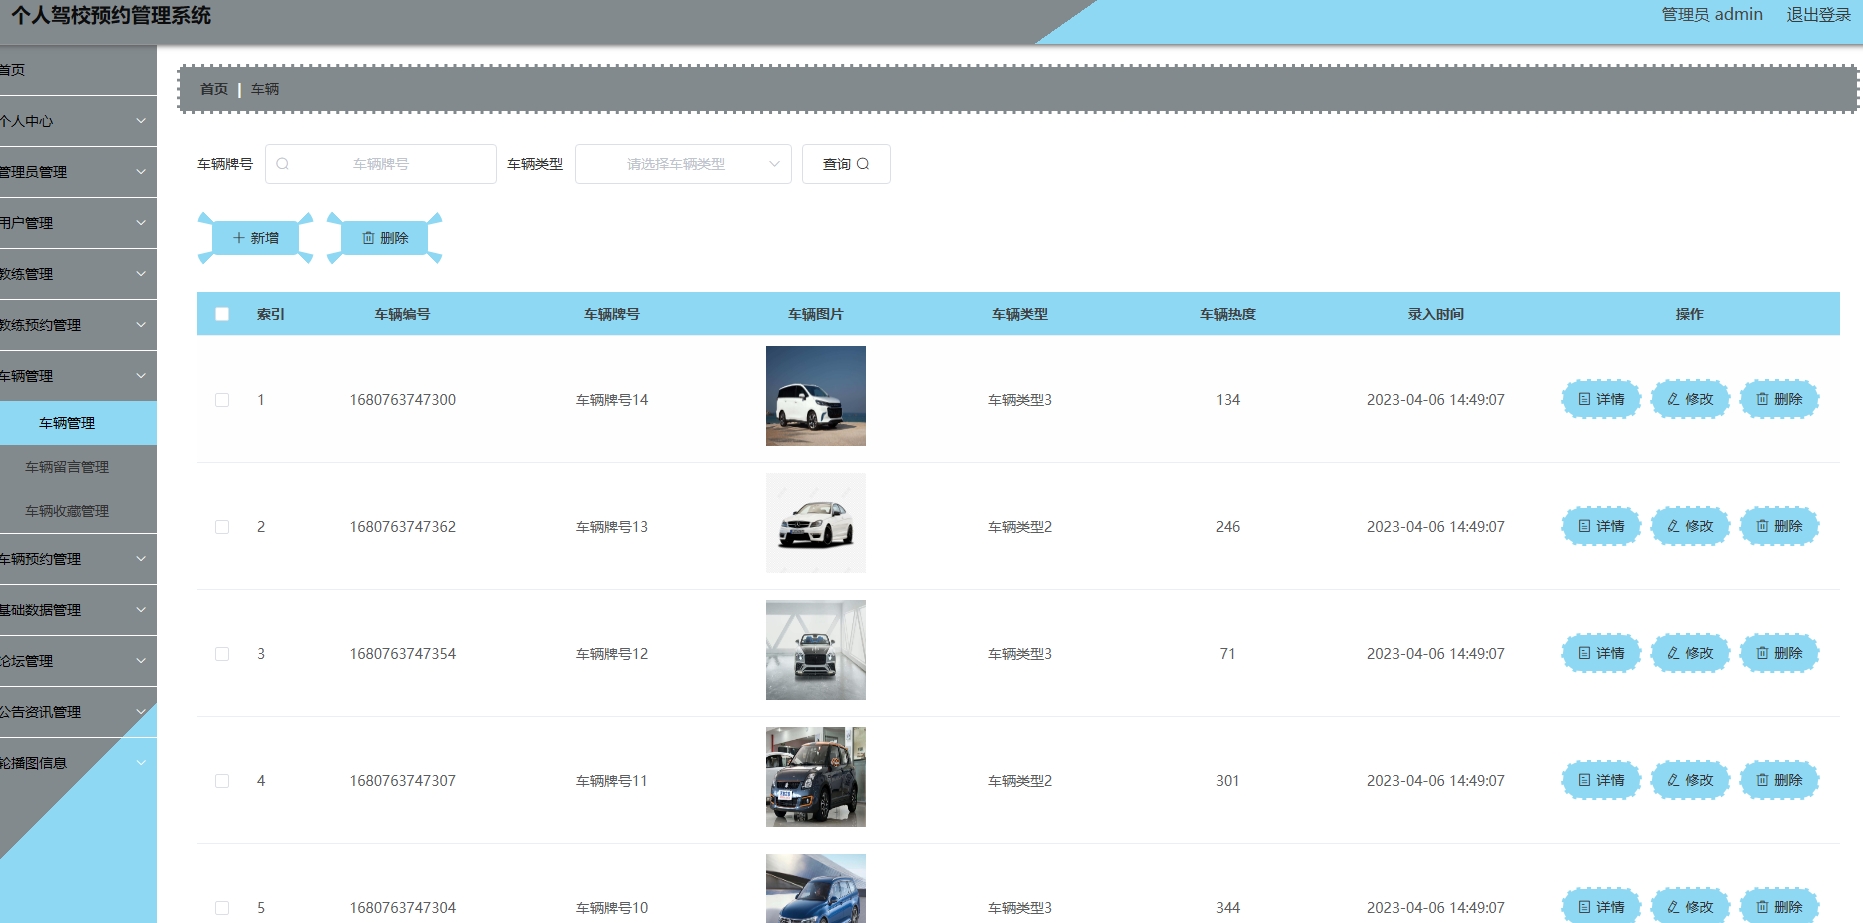 个人驾校预约管理系统
管理员 admin 退出登录
首页
个人中心
管理员管理
用户管理
教练管理
教练预约管理
车辆管理
车辆管理
车辆留言管理
车辆收藏管理
车辆预约管理
基础数据管理
论坛管理
公告资讯管理
轮播图信息
首页 | 车辆
车辆牌号 车辆牌号 车辆类型 请选择车辆类型 查询
新增 删除
索引 车辆编号 车辆牌号 车辆图片 车辆类型 车辆热度 录入时间 操作
1 1680763747300 车辆牌号14 车辆类型3 134 2023-04-06 14:49:07 详情 修改 删除
2 1680763747362 车辆牌号13 车辆类型2 246 2023-04-06 14:49:07 详情 修改 删除
3 1680763747354 车辆牌号12 车辆类型3 71 2023-04-06 14:49:07 详情 修改 删除
4 1680763747307 车辆牌号11 车辆类型2 301 2023-04-06 14:49:07 详情 修改 删除
5 1680763747304 车辆牌号10 车辆类型3 344 2023-04-06 14:49:07 详情 修改 删除